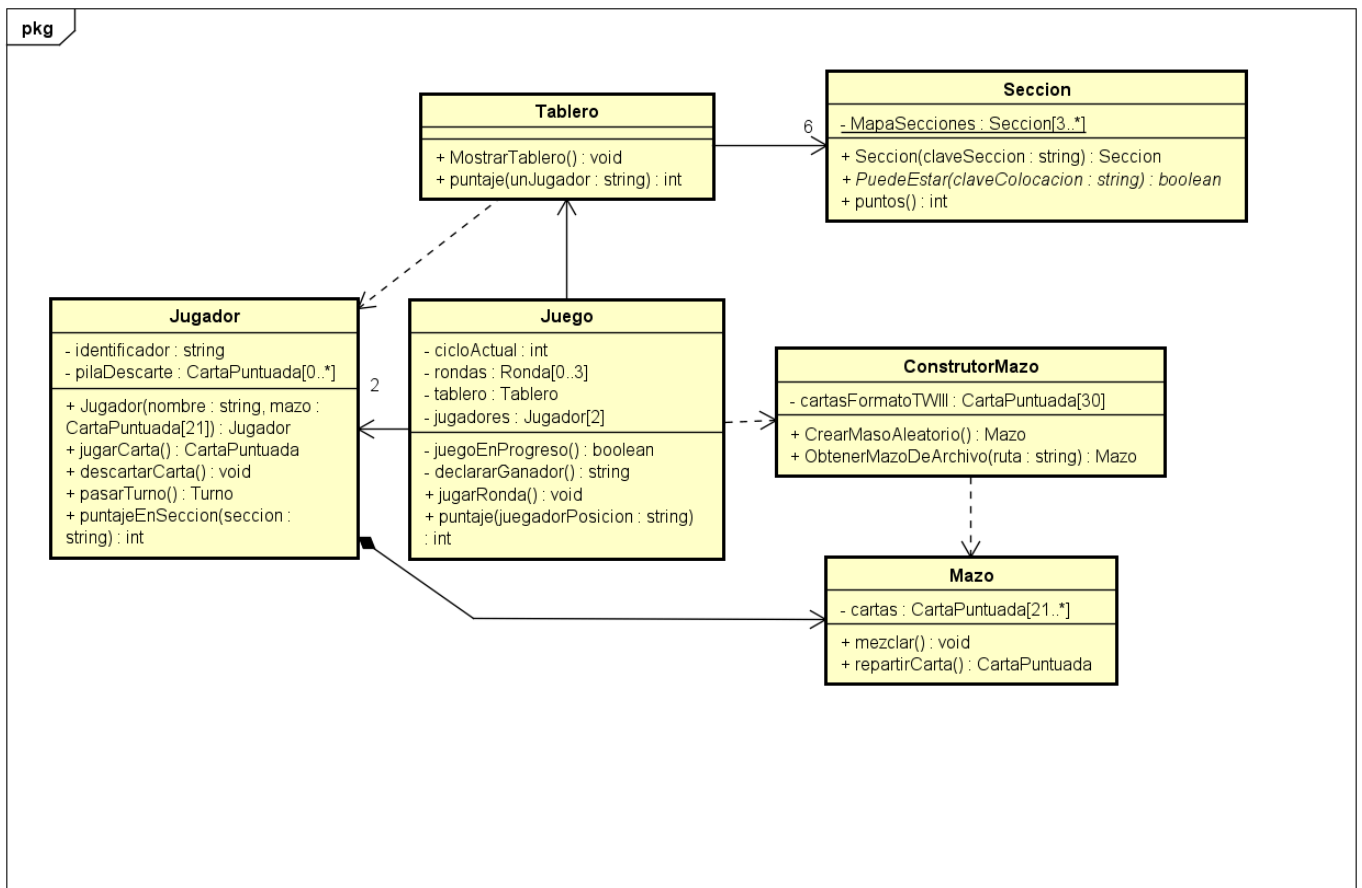 pkg
Tablero
+ MostrarTablero() : void
+ puntaje(unJugador : string) : int
Seccion
- MapaSecciones : Seccion[3..*]
+ Seccion(claveSeccion : string) : Seccion
+ PuedeEstar(claveColocacion : string) : boolean
+ puntos() : int
6
Jugador
- identificador : string
- pilaDescarte : CartaPuntuada[0..*]
+ Jugador(nombre : string, mazo :
CartaPuntuada[21]) : Jugador
+ jugarCarta() : CartaPuntuada
+ descartarCarta() : void
+ pasarTurno() : Turno
+ puntajeEnSeccion(seccion :
string) : int
2
Juego
- cicloActual : int
- rondas : Ronda[0..3]
- tablero : Tablero
- jugadores : Jugador[2]
- juegoEnProgreso() : boolean
- declararGanador() : string
+ jugarRonda() : void
+ puntaje(juegadorPosicion : string)
: int
ConstrutorMazo
- cartasFormatoTWIII : CartaPuntuada[30]
+ CrearMasoAleatorio() : Mazo
+ ObtenerMazoDeArchivo(ruta : string) : Mazo
Mazo
- cartas : CartaPuntuada[21..*]
+ mezclar() : void
+ repartirCarta() : CartaPuntuada